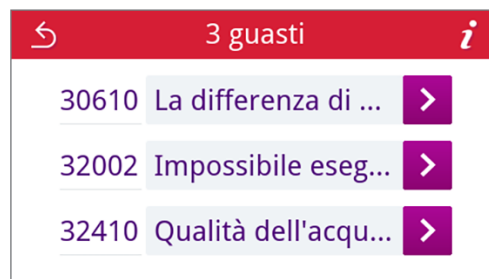 3 guasti
30610 La differenza di ...
32002 Impossibile eseg...
32410 Qualità dell'acqu...